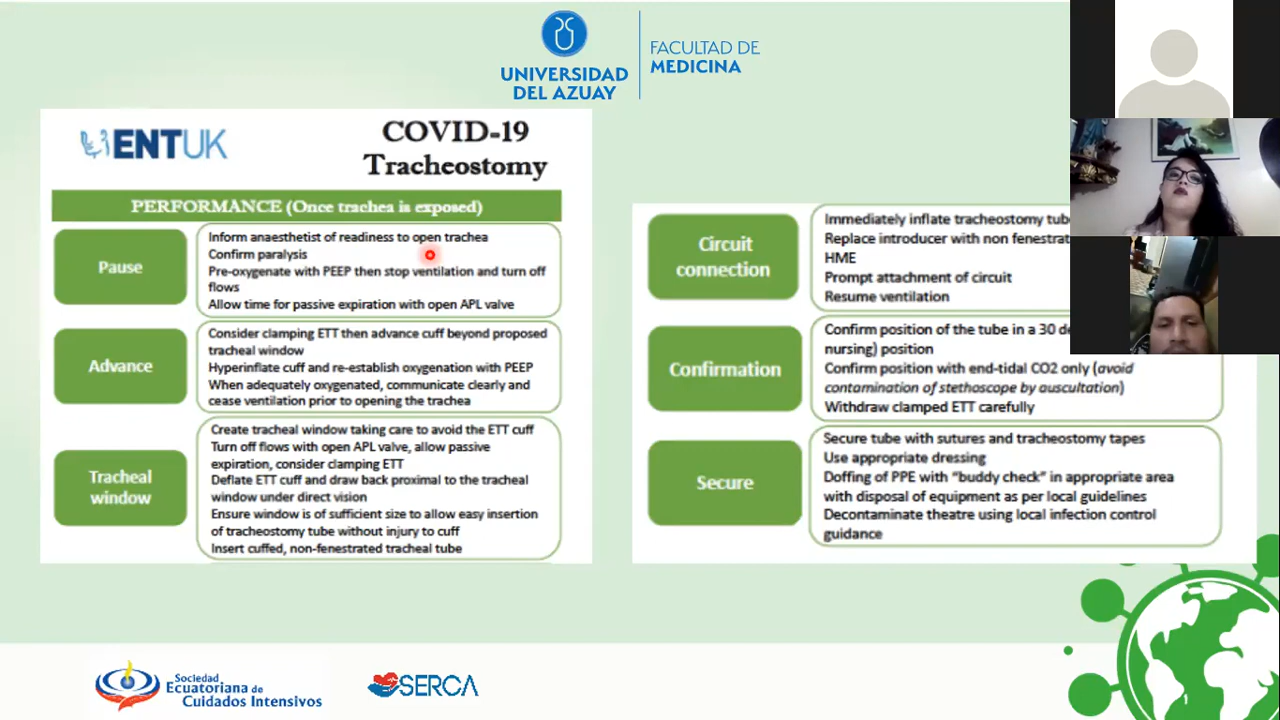 UNIVERSIDAD
DEL AZUAY
FACULTAD DE
MEDICINA
ENTUK
COVID-19
Tracheostomy
PERFORMANCE (Once trachea is exposed)
Pause
Inform anaesthetist of readiness to open trachea
Confirm paralysis
Pre-oxygenate with PEEP then stop ventilation and turn off
flows
Allow time for passive expiration with open APL valve
Advance
Consider clamping ETT then advance cuff beyond proposed
tracheal window
Hyperinflate cuff and re-establish oxygenation with PEEP
When adequately oxygenated, communicate clearly and
cease ventilation prior to opening the trachea
Tracheal
window
Create tracheal window taking care to avoid the ETT cuff
Turn off flows with open APL valve, allow passive
expiration, consider clamping ETT
Deflate ETT cuff and draw back proximal to the tracheal
window under direct vision
Ensure window is of sufficient size to allow easy insertion
of tracheostomy tube without injury to cuff
Insert cuffed, non-fenestrated tracheal tube
Circuit
connection
Immediately inflate tracheostomy
Replace introducer with non
HME
Prompt attachment of circuit
Resume ventilation
Confirmation
Confirm position of the tube in a 30
nursing) position
Confirm position with end-tidal CO2 only (avoid
contamination of stethoscope by auscultation)
Withdraw clamped ETT carefully
Secure
Secure tube with sutures and tracheostomy tapes
Use appropriate dressing
Doffing of PPE with "buddy check" in appropriate area
with disposal of equipment as per local guidelines
Decontaminate theatre using local infection control
guidance
Sociedad
Ecuatoriana de
Cuidados Intensivos
SERCA